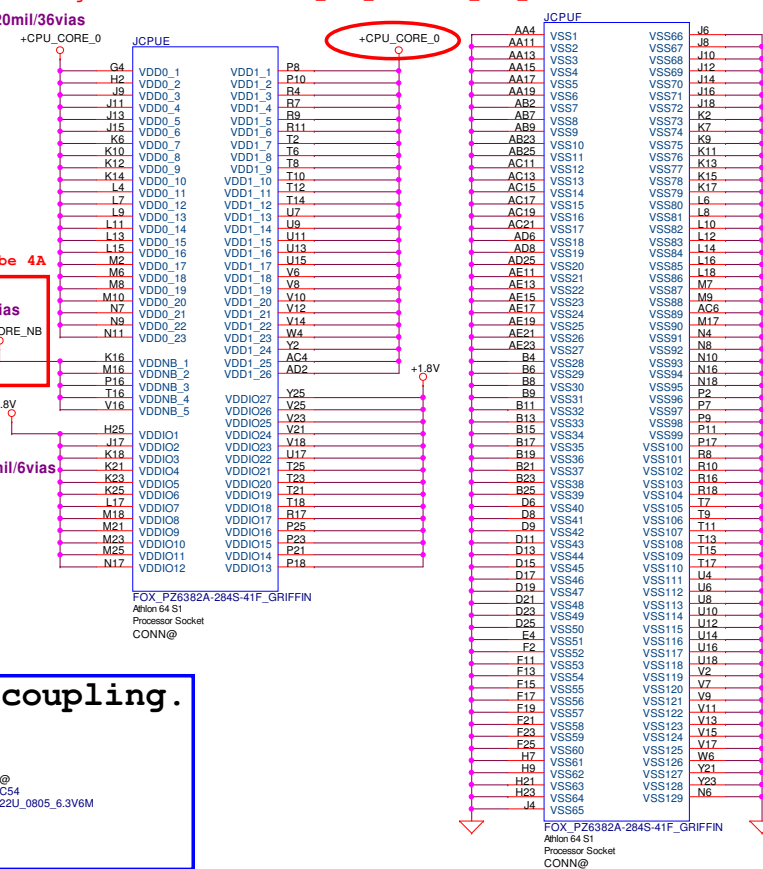 0mil/36vias
+CPU_CORE_0
JCPUE
+CPU_CORE_0
G4 VDD0_1 VDD1_1 P8
H2 VDD0_2 VDD1_2 P10
J9 VDD0_3 VDD1_3 R4
J11 VDD0_4 VDD1_4 R7
J13 VDD0_5 VDD1_5 R9
J15 VDD0_6 VDD1_6 R11
K6 VDD0_7 VDD1_7 T2
K10 VDD0_8 VDD1_8 T6
K12 VDD0_9 VDD1_9 T8
K14 VDD0_10 VDD1_10 T10
L4 VDD0_11 VDD1_11 T12
L7 VDD0_12 VDD1_12 T14
L9 VDD0_13 VDD1_13 U7
L11 VDD0_14 VDD1_14 U9
L13 VDD0_15 VDD1_15 U11
L15 VDD0_16 VDD1_16 U13
M2 VDD0_17 VDD1_17 U15
M6 VDD0_18 VDD1_18 V6
M8 VDD0_19 VDD1_19 V8
M10 VDD0_20 VDD1_20 V10
N7 VDD0_21 VDD1_21 V12
N9 VDD0_22 VDD1_22 V14
N11 VDD0_23 VDD1_23 W4
VDD1_24 Y2
K16 VDDNB_1 VDD1_25 AC4
M16 VDDNB_2 VDD1_26 AD2
P16 VDDNB_3
T16 VDDNB_4 VDDIO27 Y25
V16 VDDNB_5 VDDIO26 V25
VDDIO25 V23
H25 VDDIO1 VDDIO24 V21
J17 VDDIO2 VDDIO23 V18
K18 VDDIO3 VDDIO22 U17
K21 VDDIO4 VDDIO21 T25
K23 VDDIO5 VDDIO20 T23
K25 VDDIO6 VDDIO19 T21
L17 VDDIO7 VDDIO18 T18
M18 VDDIO8 VDDIO17 R17
M21 VDDIO9 VDDIO16 P25
M23 VDDIO10 VDDIO15 P23
M25 VDDIO11 VDDIO14 P21
N17 VDDIO12 VDDIO13 P18
be 4A
ias
ORE_NB
.8V
+1.8V
il/6vias
FOX_PZ6382A-284S-41F_GRIFFIN
Athlon 64 S1
Processor Socket
CONN@
coupling.
@
C54
22U_0805_6.3V6M
JCPUF
AA4 VSS1 VSS66 J6
AA11 VSS2 VSS67 J8
AA13 VSS3 VSS68 J10
AA15 VSS4 VSS69 J12
AA17 VSS5 VSS70 J14
AA19 VSS6 VSS71 J16
AB2 VSS7 VSS72 J18
AB7 VSS8 VSS73 K2
AB9 VSS9 VSS74 K7
AB23 VSS10 VSS75 K9
AB25 VSS11 VSS76 K11
AC11 VSS12 VSS77 K13
AC13 VSS13 VSS78 K15
AC15 VSS14 VSS79 K17
AC17 VSS15 VSS80 L6
AC19 VSS16 VSS81 L8
AC21 VSS17 VSS82 L10
AD6 VSS18 VSS83 L12
AD8 VSS19 VSS84 L14
AD25 VSS20 VSS85 L16
AE11 VSS21 VSS86 L18
AE13 VSS22 VSS87 M7
AE15 VSS23 VSS88 M9
AE17 VSS24 VSS89 AC6
AE19 VSS25 VSS90 M17
AE21 VSS26 VSS91 N4
AE23 VSS27 VSS92 N8
B4 VSS28 VSS93 N10
B6 VSS29 VSS94 N16
B8 VSS30 VSS95 N18
B9 VSS31 VSS96 P2
B11 VSS32 VSS97 P7
B13 VSS33 VSS98 P9
B15 VSS34 VSS99 P11
B17 VSS35 VSS100 P17
B19 VSS36 VSS101 R8
B21 VSS37 VSS102 R10
B23 VSS38 VSS103 R16
B25 VSS39 VSS104 R18
D6 VSS40 VSS105 T7
D8 VSS41 VSS106 T9
D9 VSS42 VSS107 T11
D11 VSS43 VSS108 T13
D13 VSS44 VSS109 T15
D15 VSS45 VSS110 T17
D17 VSS46 VSS111 U4
D19 VSS47 VSS112 U6
D21 VSS48 VSS113 U8
D23 VSS49 VSS114 U10
D25 VSS50 VSS115 U12
E4 VSS51 VSS116 U14
F2 VSS52 VSS117 U16
F11 VSS53 VSS118 U18
F13 VSS54 VSS119 V2
F15 VSS55 VSS120 V7
F17 VSS56 VSS121 V9
F19 VSS57 VSS122 V11
F21 VSS58 VSS123 V13
F23 VSS59 VSS124 V15
F25 VSS60 VSS125 V17
H7 VSS61 VSS126 W6
H9 VSS62 VSS127 Y21
H21 VSS63 VSS128 Y23
H23 VSS64 VSS129 N6
J4 VSS65
FOX_PZ6382A-284S-41F_GRIFFIN
Athlon 64 S1
Processor Socket
CONN@